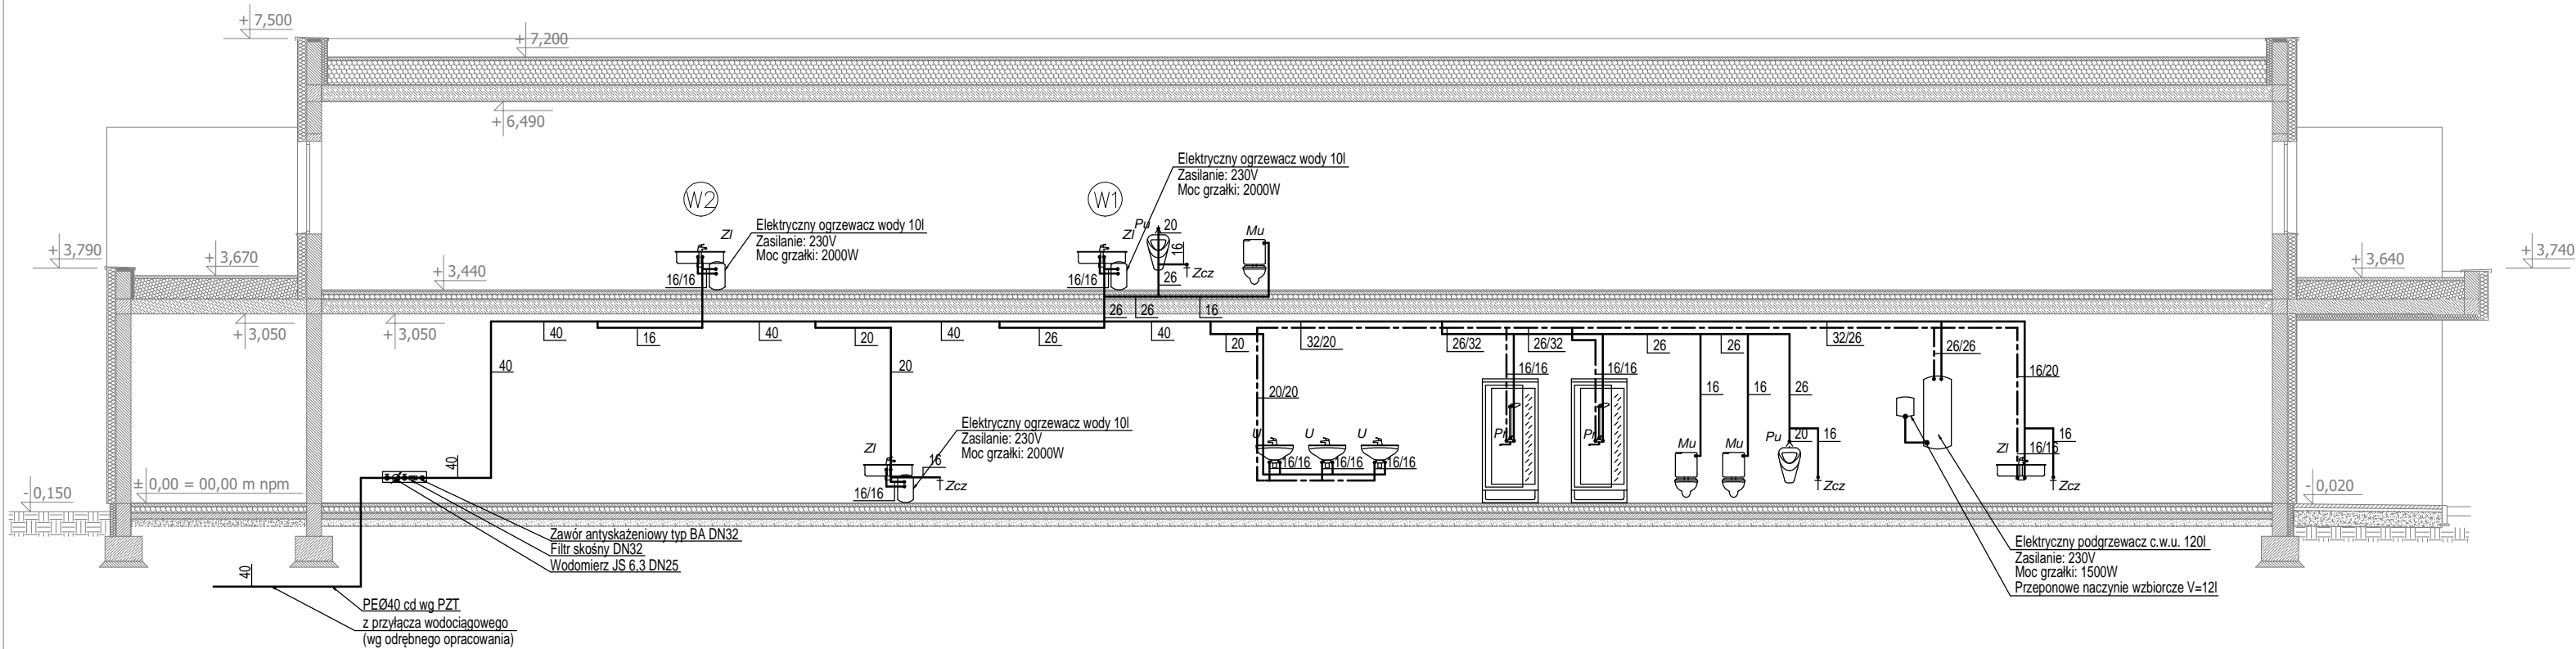 + 7,500
+ 7,200
+ 6,490
Elektryczny ogrzewacz wody 10l
Zasilanie: 230V
Moc grzałki: 2000W
W2
W1
Zl
Elektryczny ogrzewacz wody 10l
Zasilanie: 230V
Moc grzałki: 2000W
Zl
Pu
20
16
Mu
+ 3,790
+ 3,670
+ 3,440
16/16
16/16
26
Zcz
+ 3,640
+ 3,740
26
26
16
+ 3,050
+ 3,050
40
16
40
20
40
26
40
20
32/20
26/32
26/32
26
26
32/26
26/26
40
20
16/16
16/16
16/20
20/20
16
16
26
Elektryczny ogrzewacz wody 10l
Zasilanie: 230V
Moc grzałki: 2000W
Zl
16
16/16
Zcz
U
U
U
16/16
16/16
16/16
Pr
Pr
Mu
Mu
Pu
20
16
Zcz
Zl
16/16
16
Zcz
40
- 0,150
± 0,00 = 00,00 m npm
- 0,020
Zawór antyskażeniowy typ BA DN32
Filtr skośny DN32
Wodomierz JS 6,3 DN25
Elektryczny podgrzewacz c.w.u. 120l
Zasilanie: 230V
Moc grzałki: 1500W
Przeponowe naczynie wzbiorcze V=12l
40
PEØ40 cd wg PZT
z przyłącza wodociągowego
(wg odrębnego opracowania)